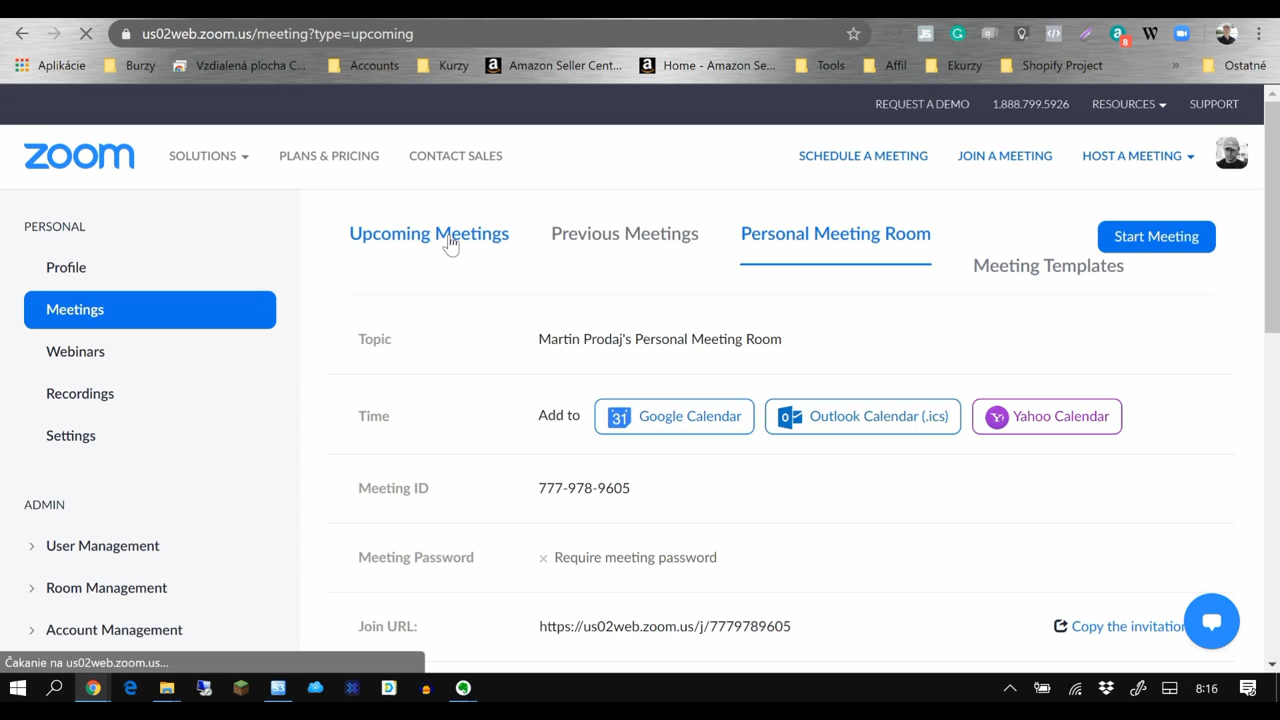 us02web.zoom.us/meeting?type=upcoming
8
Aplikácie Burzy Vzdialená plocha C... Accounts Kurzy Amazon Seller Cent... Home - Amazon Se... Tools Affil Ekurzy Shopify Project » Ostatné
REQUEST A DEMO 1.888.799.5926 RESOURCES SUPPORT
zoom SOLUTIONS PLANS & PRICING CONTACT SALES SCHEDULE A MEETING JOIN A MEETING HOST A MEETING
PERSONAL
Profile
Meetings
Webinars
Recordings
Settings
ADMIN
User Management
Room Management
Account Management
Upcoming Meetings Previous Meetings Personal Meeting Room Start Meeting
Meeting Templates
Topic Martin Prodaj's Personal Meeting Room
Time Add to 31 Google Calendar Outlook Calendar (.ics) Yahoo Calendar
Meeting ID 777-978-9605
Meeting Password × Require meeting password
Join URL: https://us02web.zoom.us/j/7779789605 Copy the invitation
Čakanie na us02web.zoom.us...
8:16